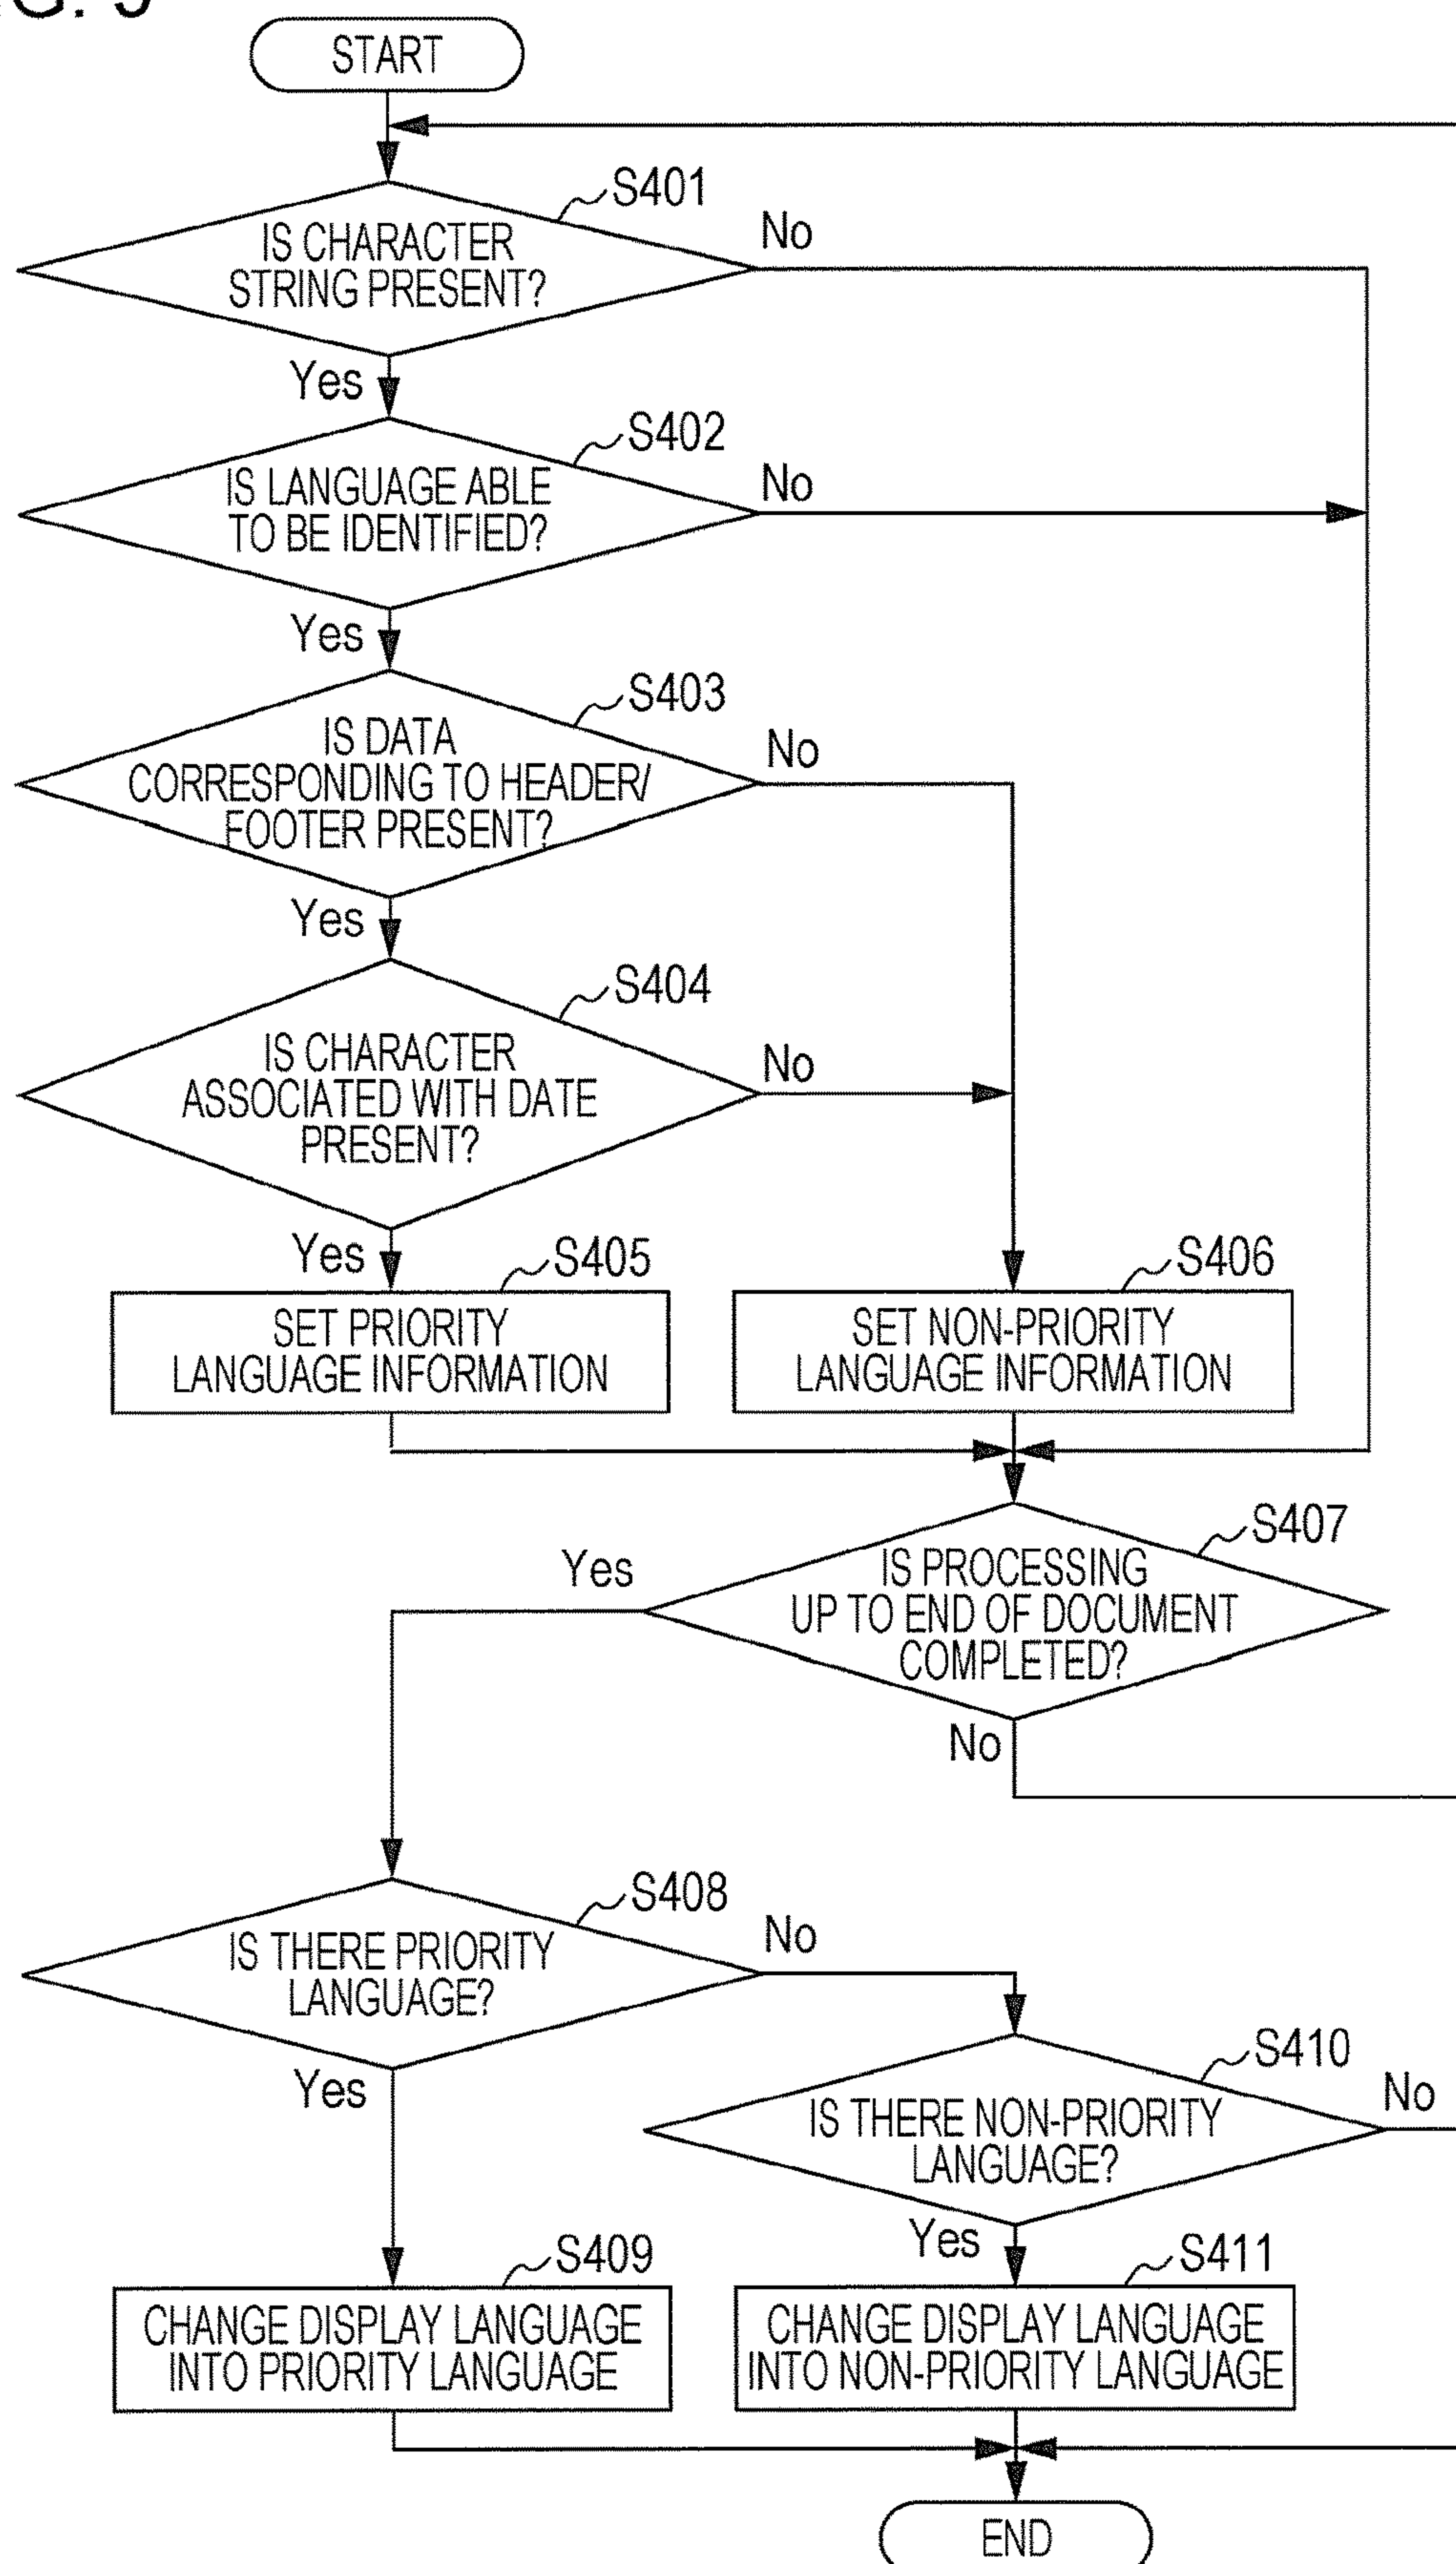 G. 9
START
S401
IS CHARACTER
STRING PRESENT?
No
Yes
S402
IS LANGUAGE ABLE
TO BE IDENTIFIED?
No
Yes
S403
IS DATA
CORRESPONDING TO HEADER/
FOOTER PRESENT?
No
Yes
S404
IS CHARACTER
ASSOCIATED WITH DATE
PRESENT?
No
Yes
S405
SET PRIORITY
LANGUAGE INFORMATION
S406
SET NON-PRIORITY
LANGUAGE INFORMATION
S407
IS PROCESSING
UP TO END OF DOCUMENT
COMPLETED?
Yes
No
S408
IS THERE PRIORITY
LANGUAGE?
No
Yes
S410
IS THERE NON-PRIORITY
LANGUAGE?
No
Yes
S409
CHANGE DISPLAY LANGUAGE
INTO PRIORITY LANGUAGE
S411
CHANGE DISPLAY LANGUAGE
INTO NON-PRIORITY LANGUAGE
END